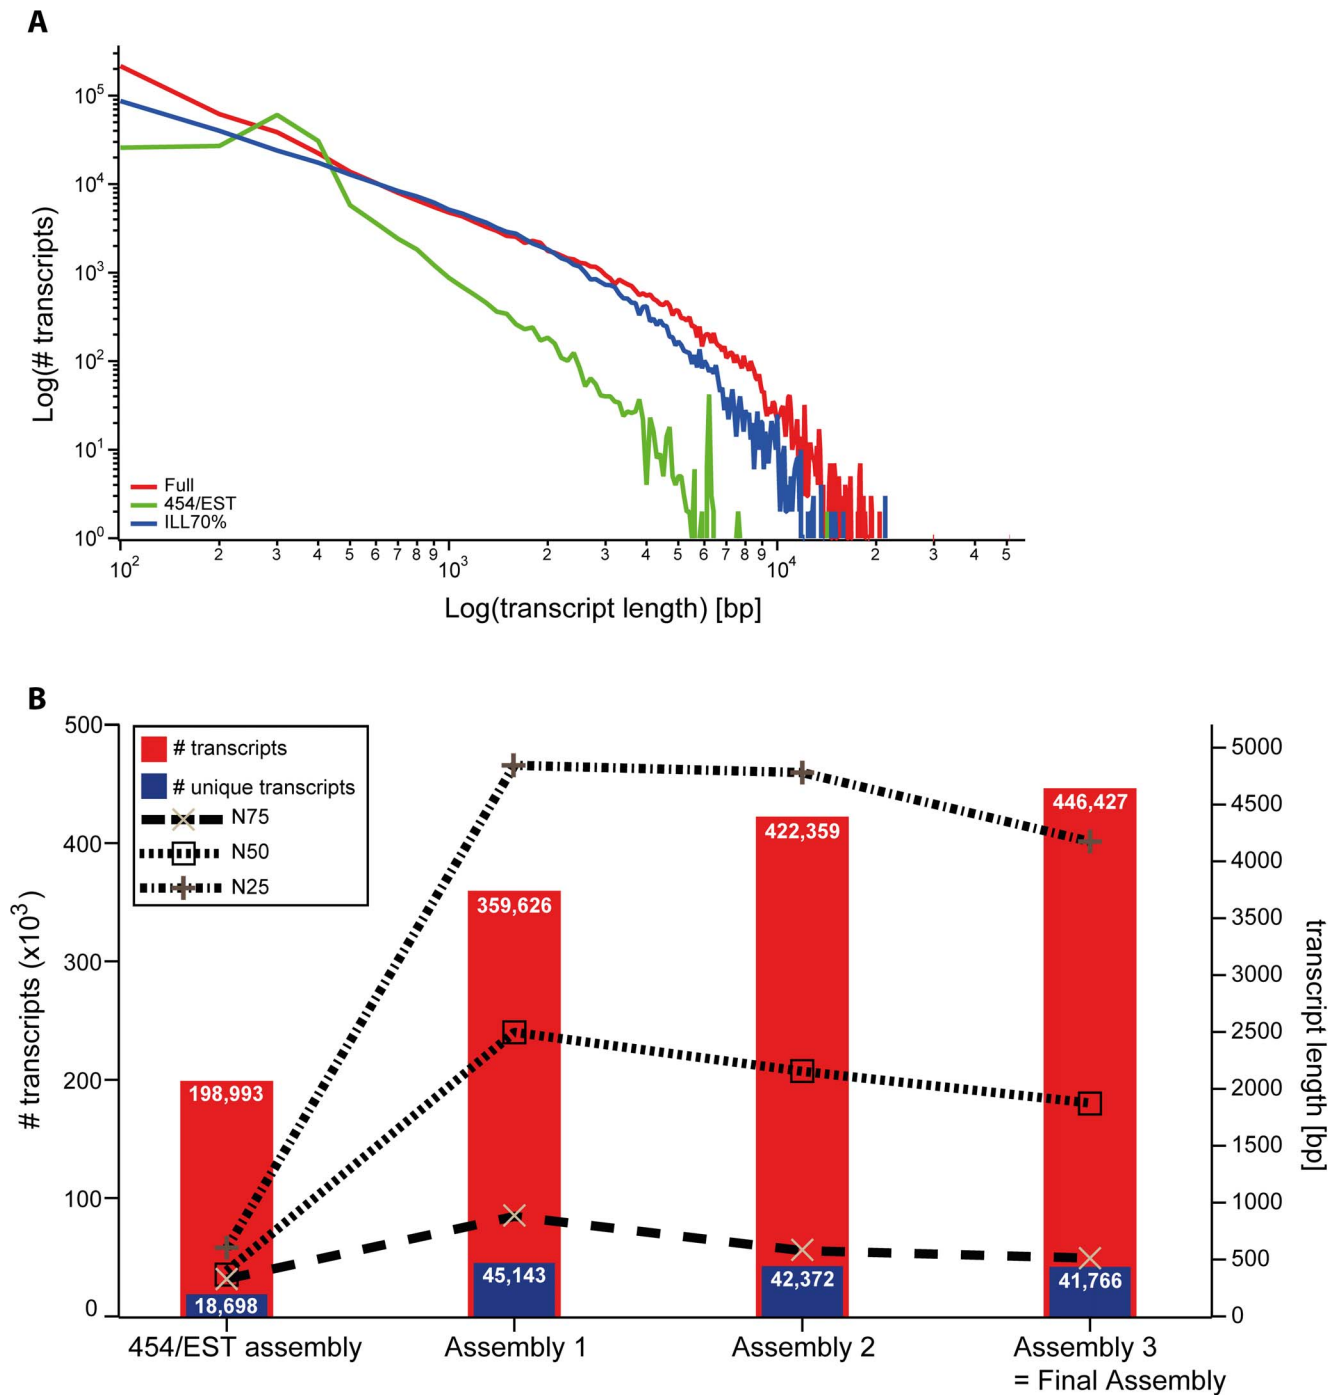 A
Log(# transcripts)
10^5
10^4
10^3
10^2
10^1
10^0
Full
454/EST
ILL70%
2 3 4 5 6 7 8 9 2 3 4 5 6 7 8 9 2 3 4 5
10^2 10^3 10^4
Log(transcript length) [bp]
B
# transcripts (x10^3)
500
400
300
200
100
0
# transcripts
# unique transcripts
N75
N50
N25
198,993
18,698
359,626
45,143
422,359
42,372
446,427
41,766
5000
4500
4000
3500
3000
2500
2000
1500
1000
500
0
transcript length [bp]
454/EST assembly Assembly 1 Assembly 2 Assembly 3
= Final Assembly